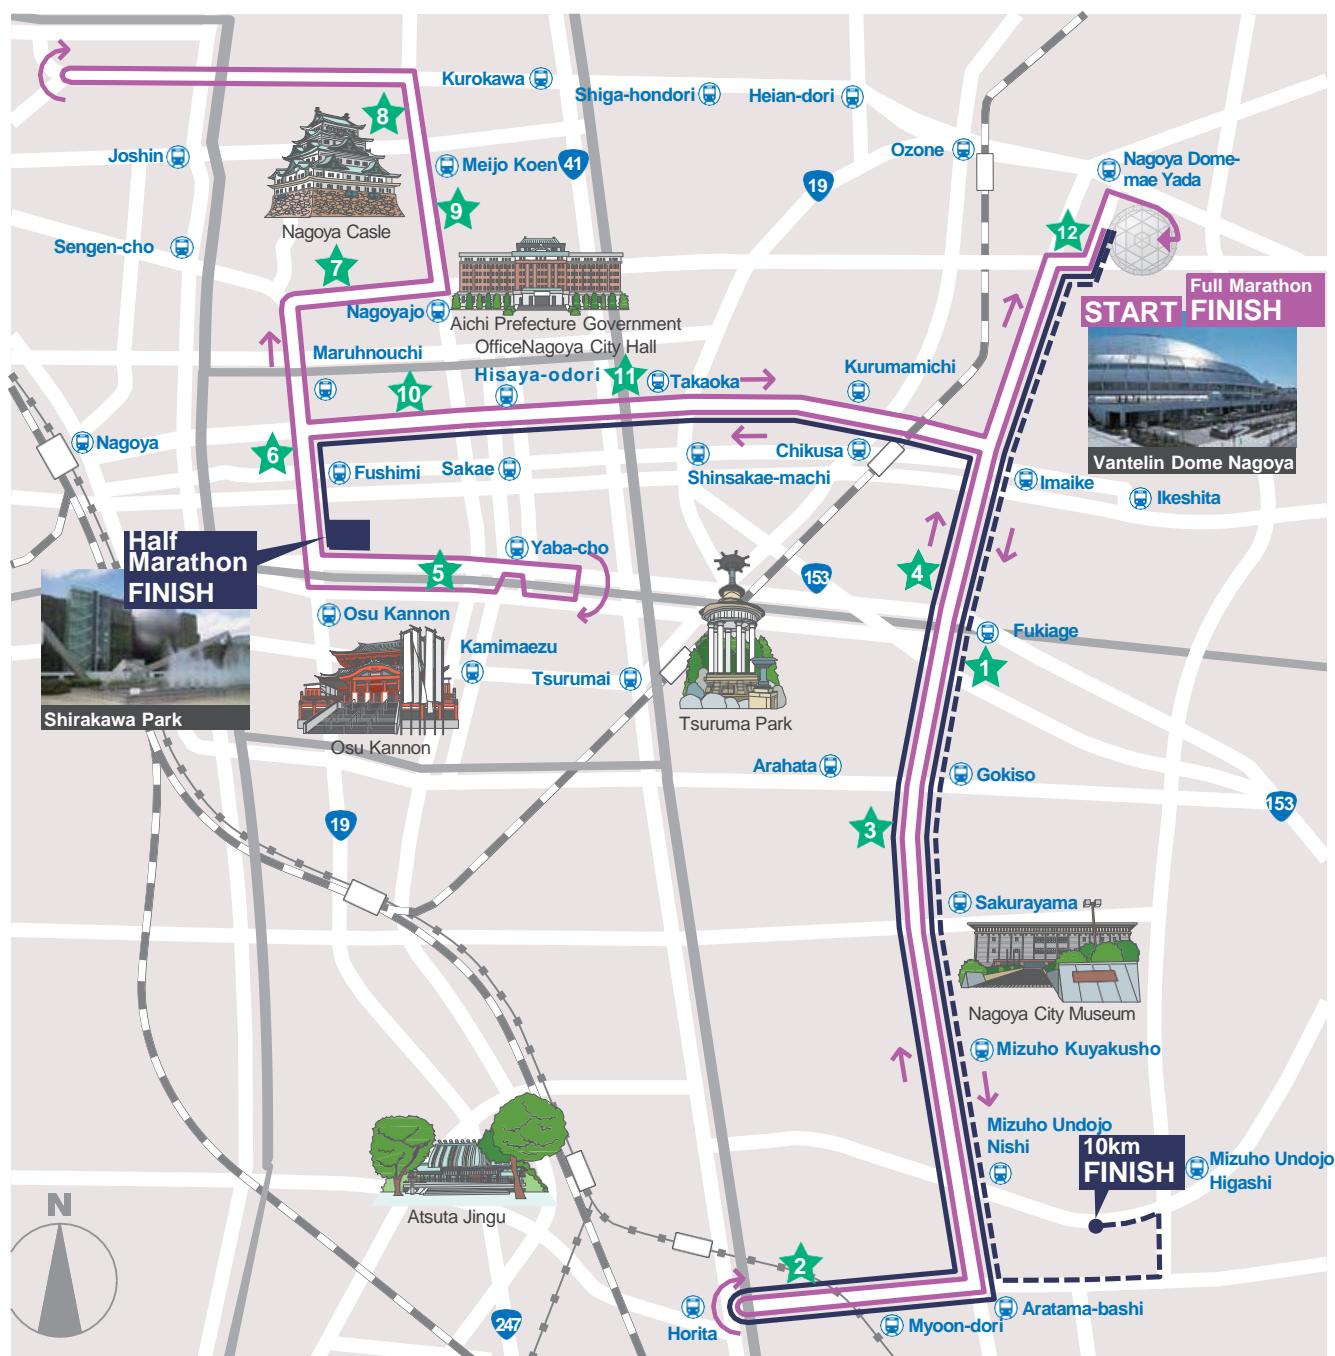 Kurokawa
Shiga-hondori
Heian-dori
8
Joshin
Meijo Koen
41
Ozone
19
Nagoya Dome-
mae Yada
9
Nagoya Casle
12
Sengen-cho
7
Nagoyajo
Aichi Prefecture Government
OfficeNagoya City Hall
START
Full Marathon
FINISH
Maruhnouchi
Hisaya-odori
11
Takaoka
Kurumamichi
10
Nagoya
6
Fushimi
Sakae
Chikusa
Shinsakae-machi
Vantelin Dome Nagoya
Imaike
Ikeshita
Half
Marathon
FINISH
Yaba-cho
5
153
4
Osu Kannon
Fukiage
Kamimaezu
1
Tsurumai
Shirakawa Park
Tsuruma Park
Osu Kannon
Arahata
Gokiso
153
19
3
Sakurayama
Nagoya City Museum
Mizuho Kuyakusho
Mizuho Undojo
Nishi
10km
FINISH
Mizuho Undojo
Higashi
Atsuta Jingu
N
2
Horita
247
Myoon-dori
Aratama-bashi